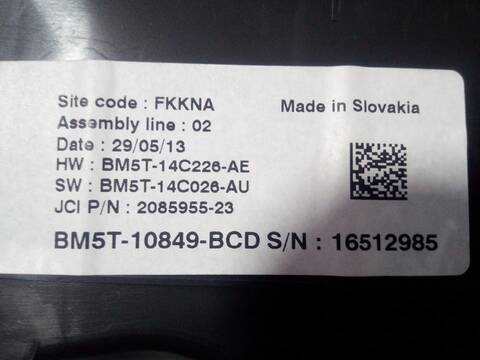 Site code : FKKNA
Made in Slovakia
Assembly line : 02
Date : 29/05/13
HW : BM5T-14C226-AE
SW : BM5T-14C026-AU
JCI P/N : 2085955-23
BM5T-10849-BCD S/N : 16512985